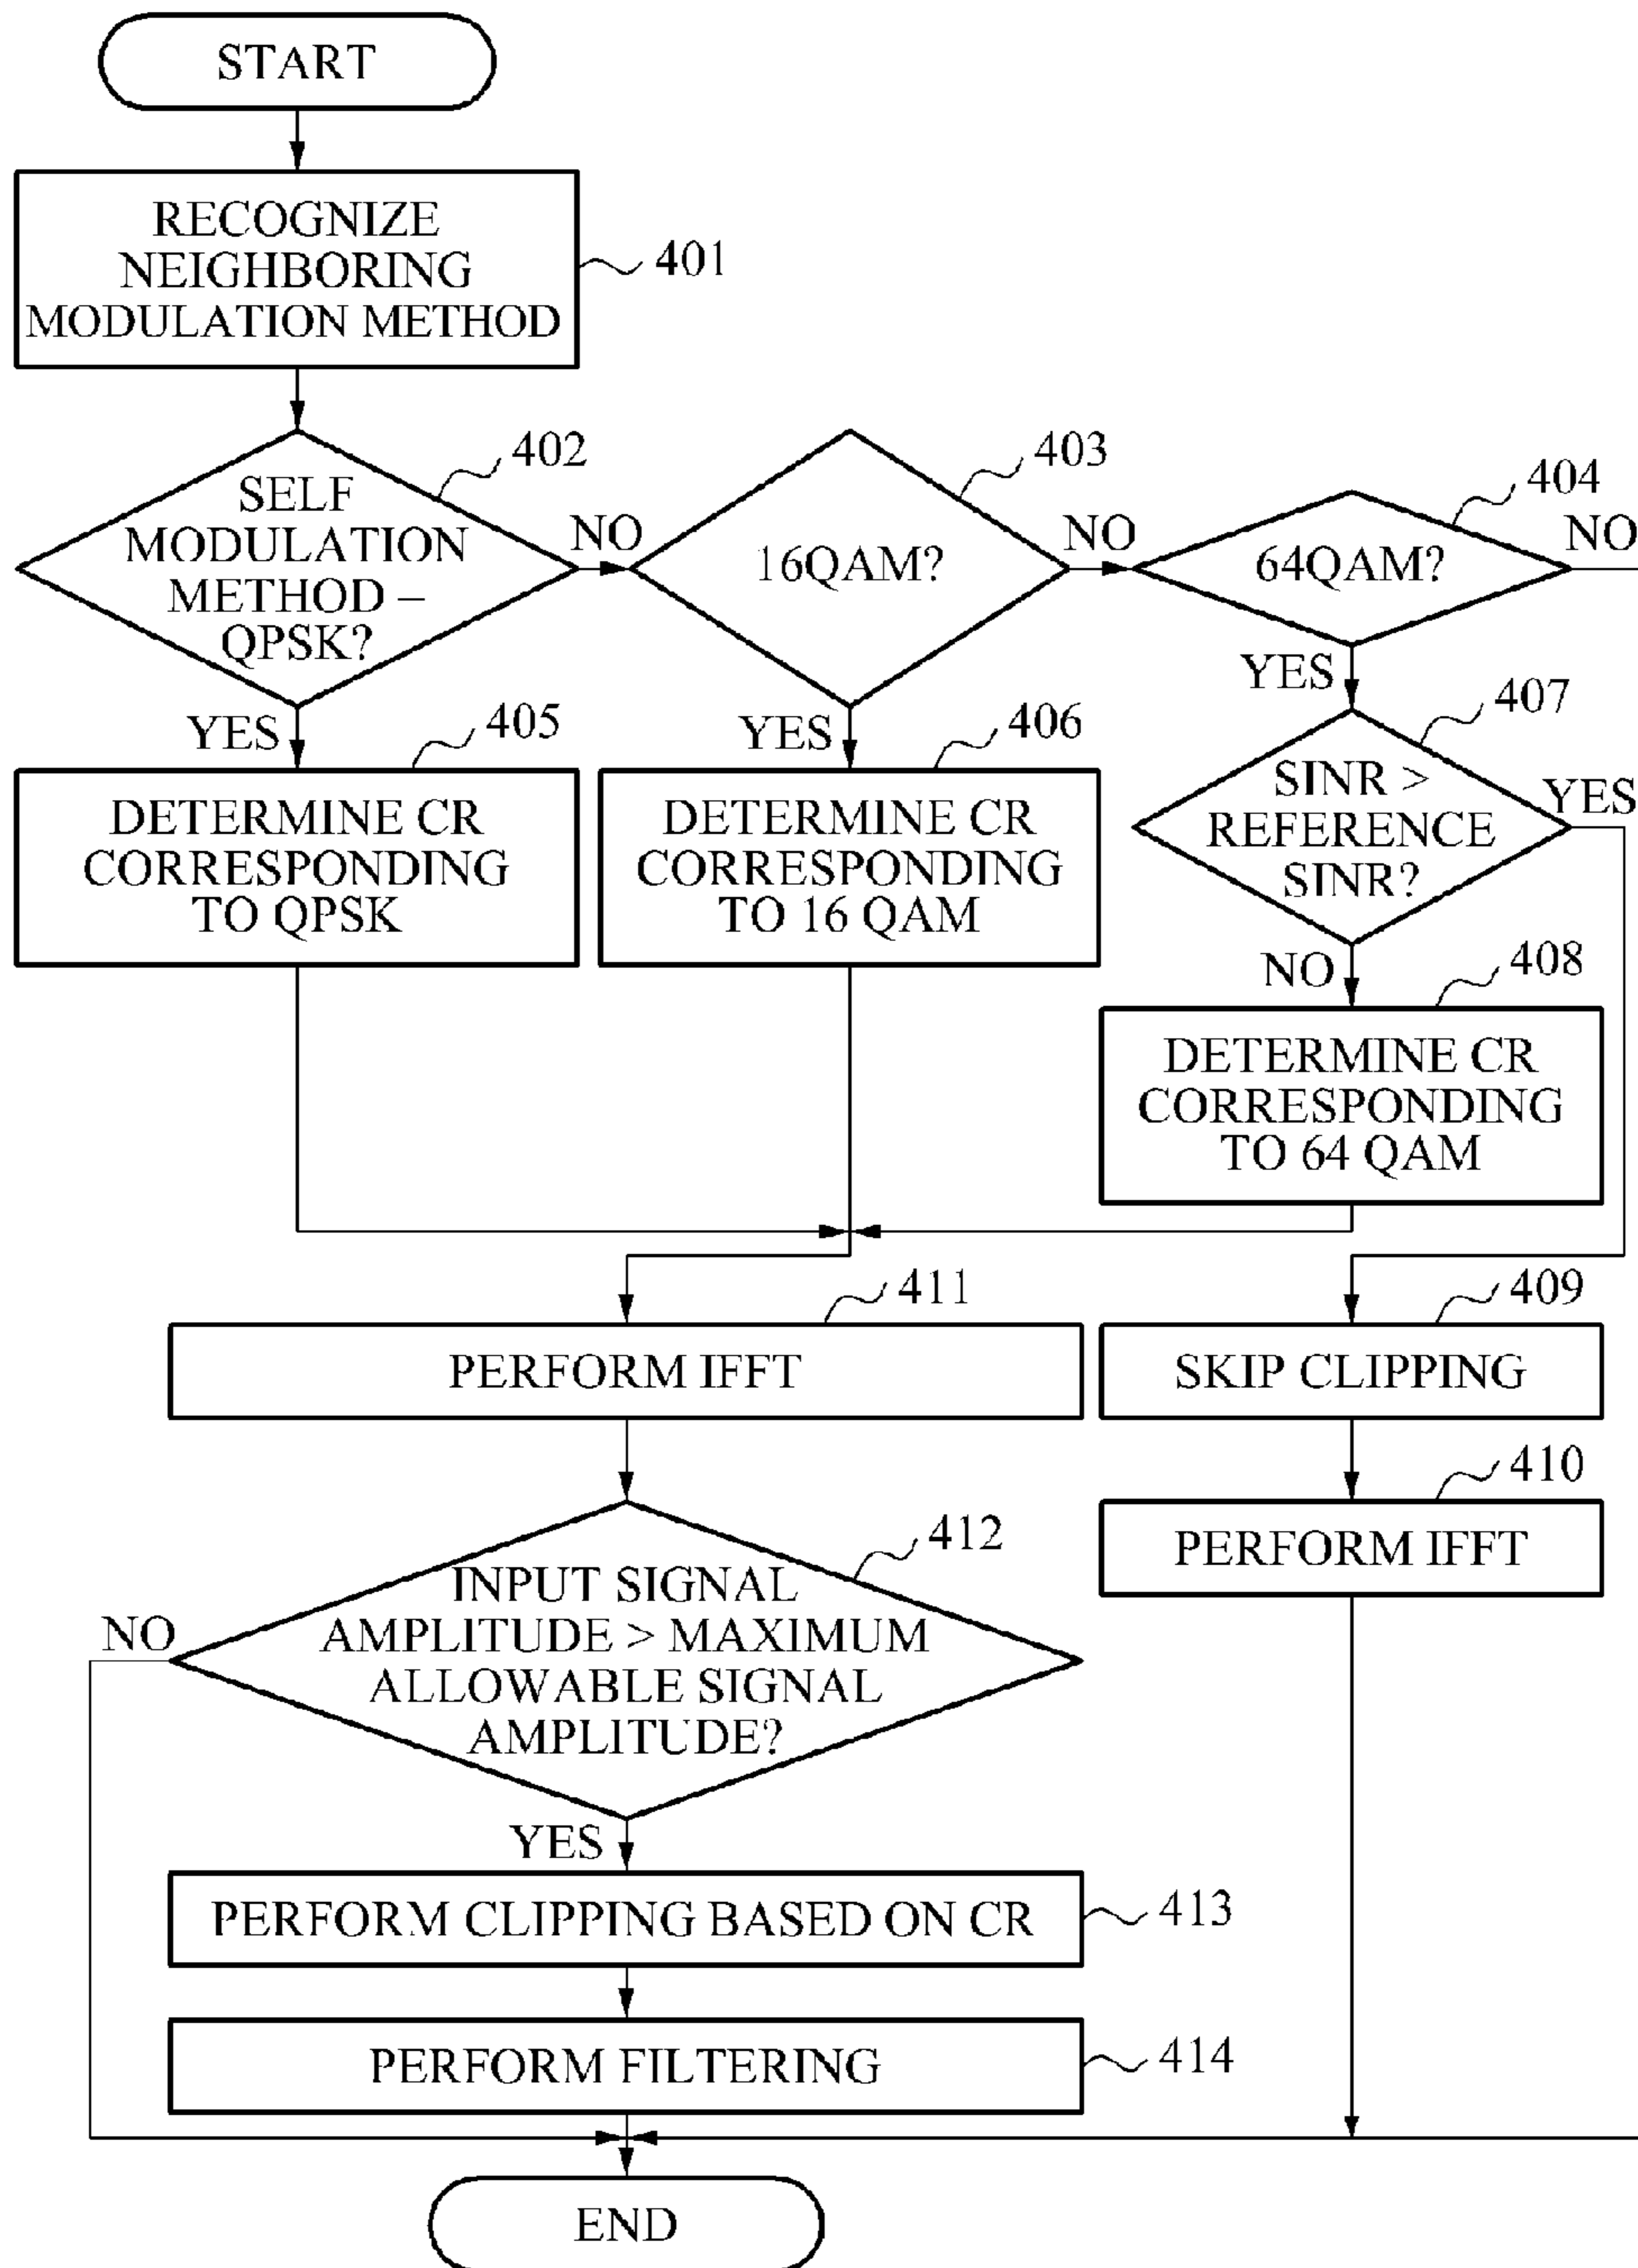 START
RECOGNIZE
NEIGHBORING
MODULATION METHOD
401
SELF
MODULATION
METHOD –
QPSK?
402
NO
16QAM?
403
NO
64QAM?
404
NO
YES
405
DETERMINE CR
CORRESPONDING
TO QPSK
YES
406
DETERMINE CR
CORRESPONDING
TO 16 QAM
YES
407
SINR >
REFERENCE
SINR?
YES
NO
408
DETERMINE CR
CORRESPONDING
TO 64 QAM
411
PERFORM IFFT
409
SKIP CLIPPING
410
PERFORM IFFT
412
INPUT SIGNAL
AMPLITUDE > MAXIMUM
ALLOWABLE SIGNAL
AMPLITUDE?
NO
YES
PERFORM CLIPPING BASED ON CR
413
PERFORM FILTERING
414
END